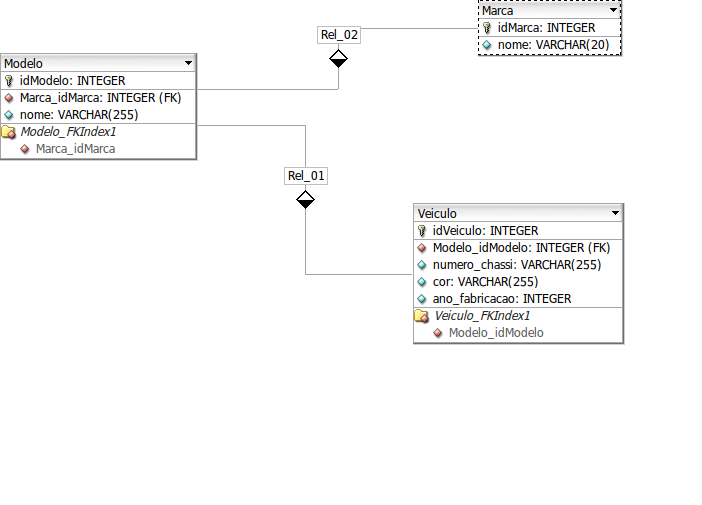 Marca
idMarca: INTEGER
nome: VARCHAR(20)
Rel_02
Modelo
idModelo: INTEGER
Marca_idMarca: INTEGER (FK)
nome: VARCHAR(255)
Modelo_FKIndex1
Marca_idMarca
Rel_01
Veiculo
idVeiculo: INTEGER
Modelo_idModelo: INTEGER (FK)
numero_chassi: VARCHAR(255)
cor: VARCHAR(255)
ano_fabricacao: INTEGER
Veiculo_FKIndex1
Modelo_idModelo